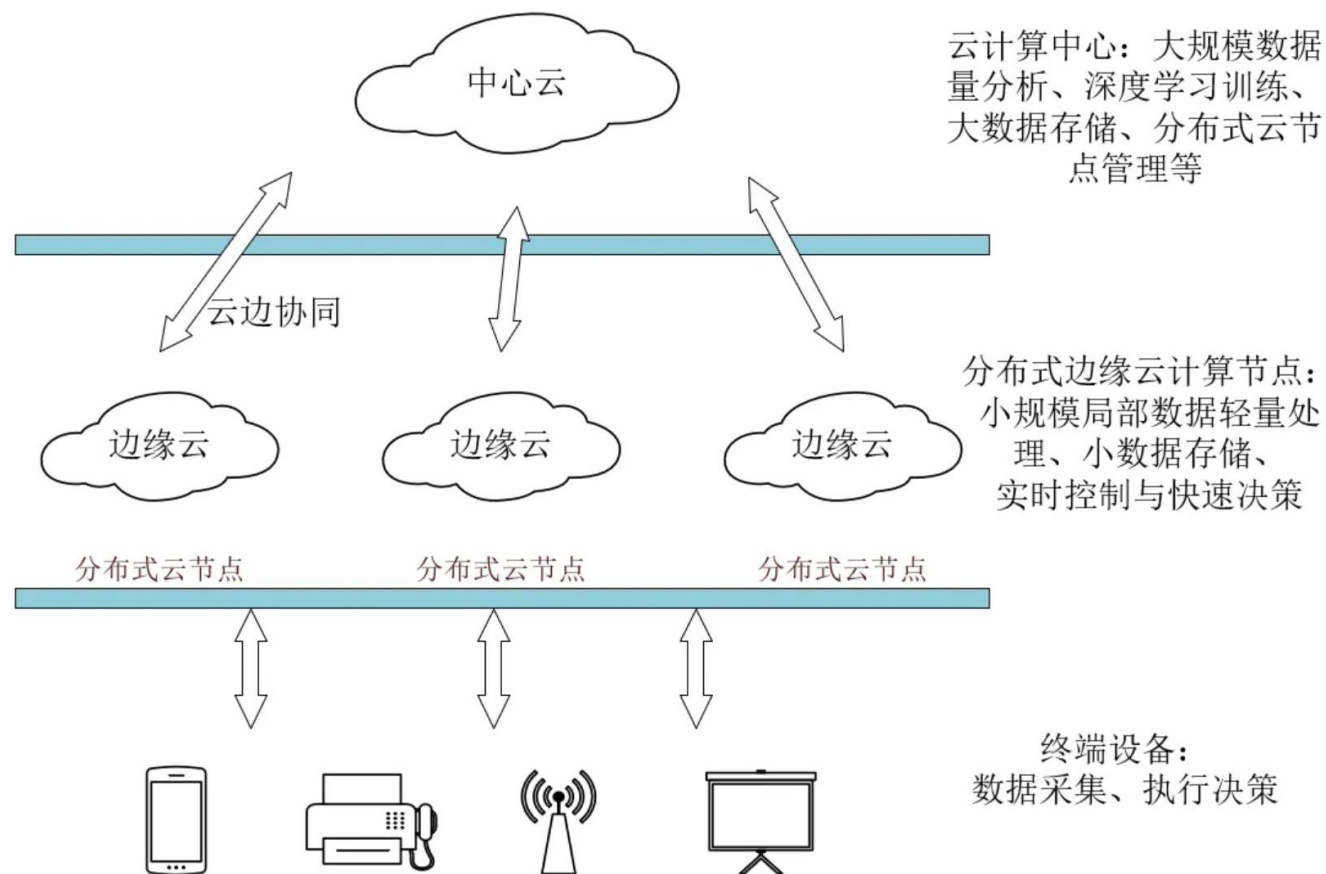 中心云
云计算中心：大规模数据
量分析、深度学习训练、
大数据存储、分布式云节
点管理等
云边协同
边缘云
边缘云
边缘云
分布式边缘云计算节点：
小规模局部数据轻量处
理、小数据存储、
实时控制与快速决策
分布式云节点
分布式云节点
分布式云节点
终端设备：
数据采集、执行决策